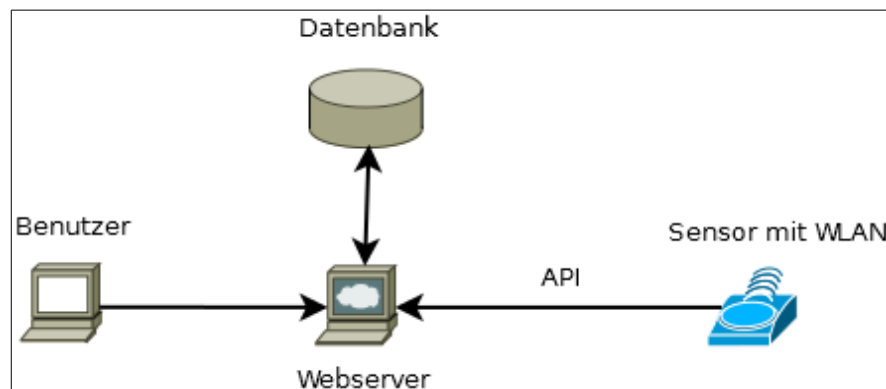 Datenbank
Benutzer
Sensor mit WLAN
API
Webserver